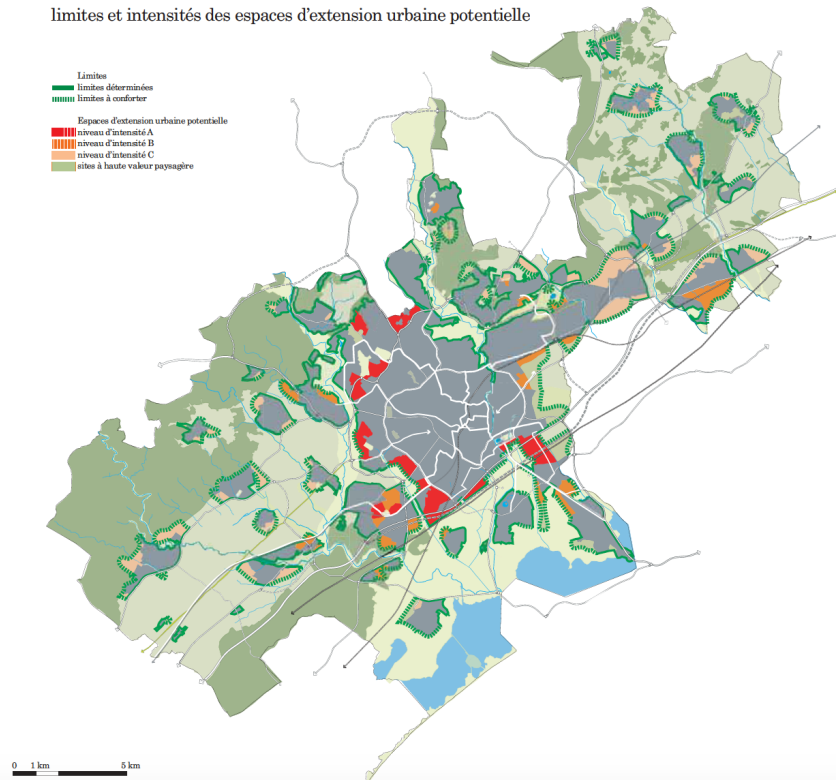 limites et intensités des espaces d'extension urbaine potentielle
Limites
limites déterminées
limites à conforter
Espaces d'extension urbaine potentielle
niveau d'intensité A
niveau d'intensité B
niveau d'intensité C
sites à haute valeur paysagère
0 1 km 5 km